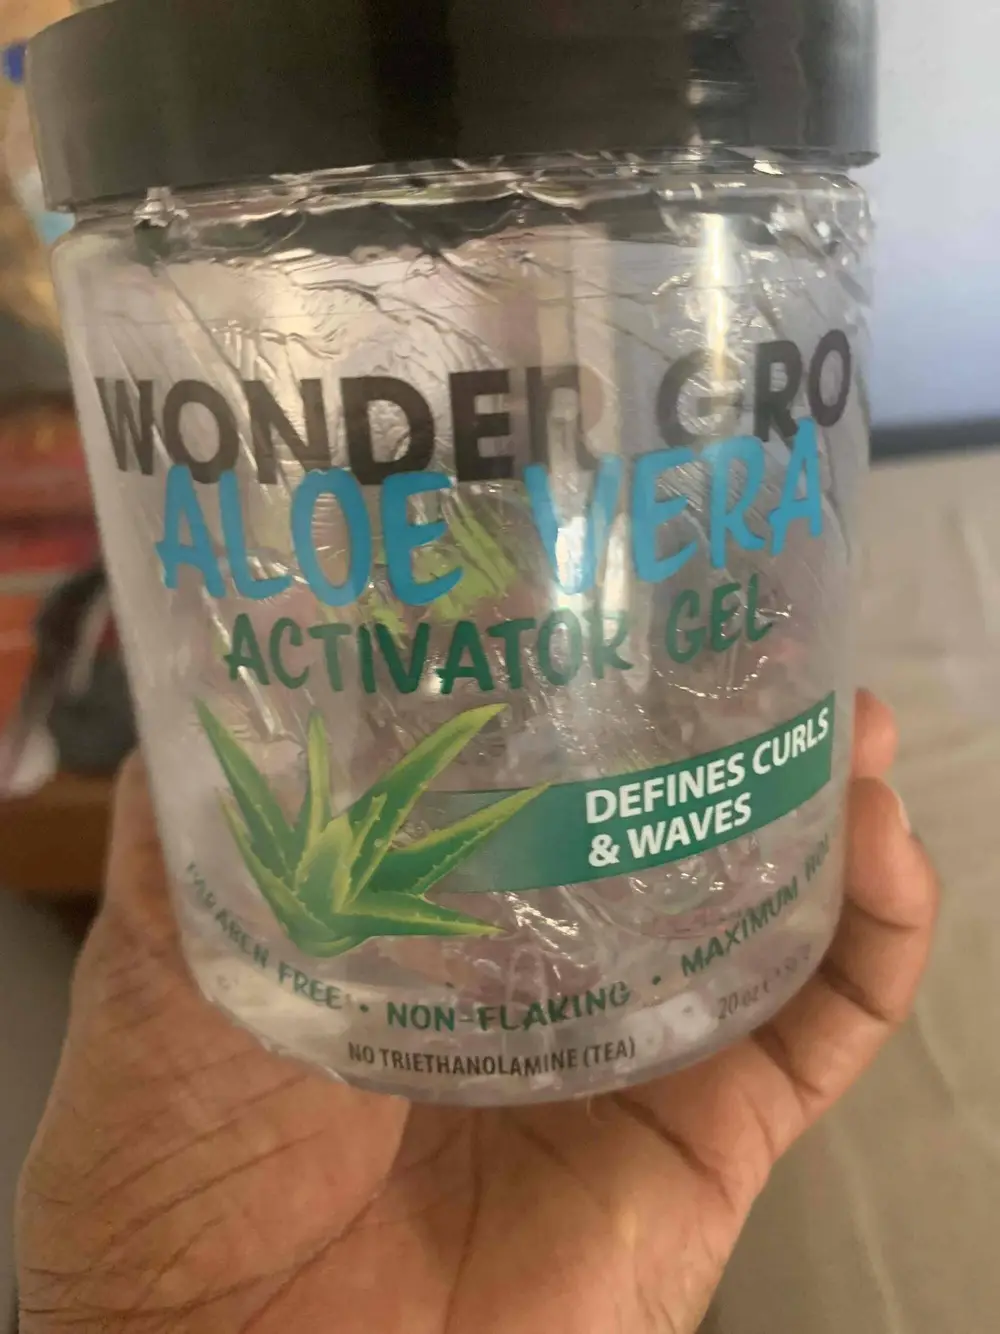 WONDER GRO
ALOE VERA
ACTIVATOR GEL
DEFINES CURLS
& WAVES
PARABEN FREE • NON-FLAKING • MAXIMUM
20 oz
NO TRIETHANOLAMINE (TEA)